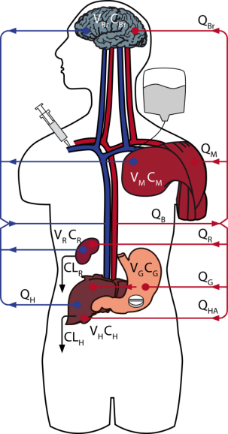 V_Br C_Br
Q_Br
Q_M
V_M C_M
Q_B
V_R C_R
Q_R
CL_R
V_G C_G
Q_G
Q_H
Q_HA
V_H C_H
CL_H